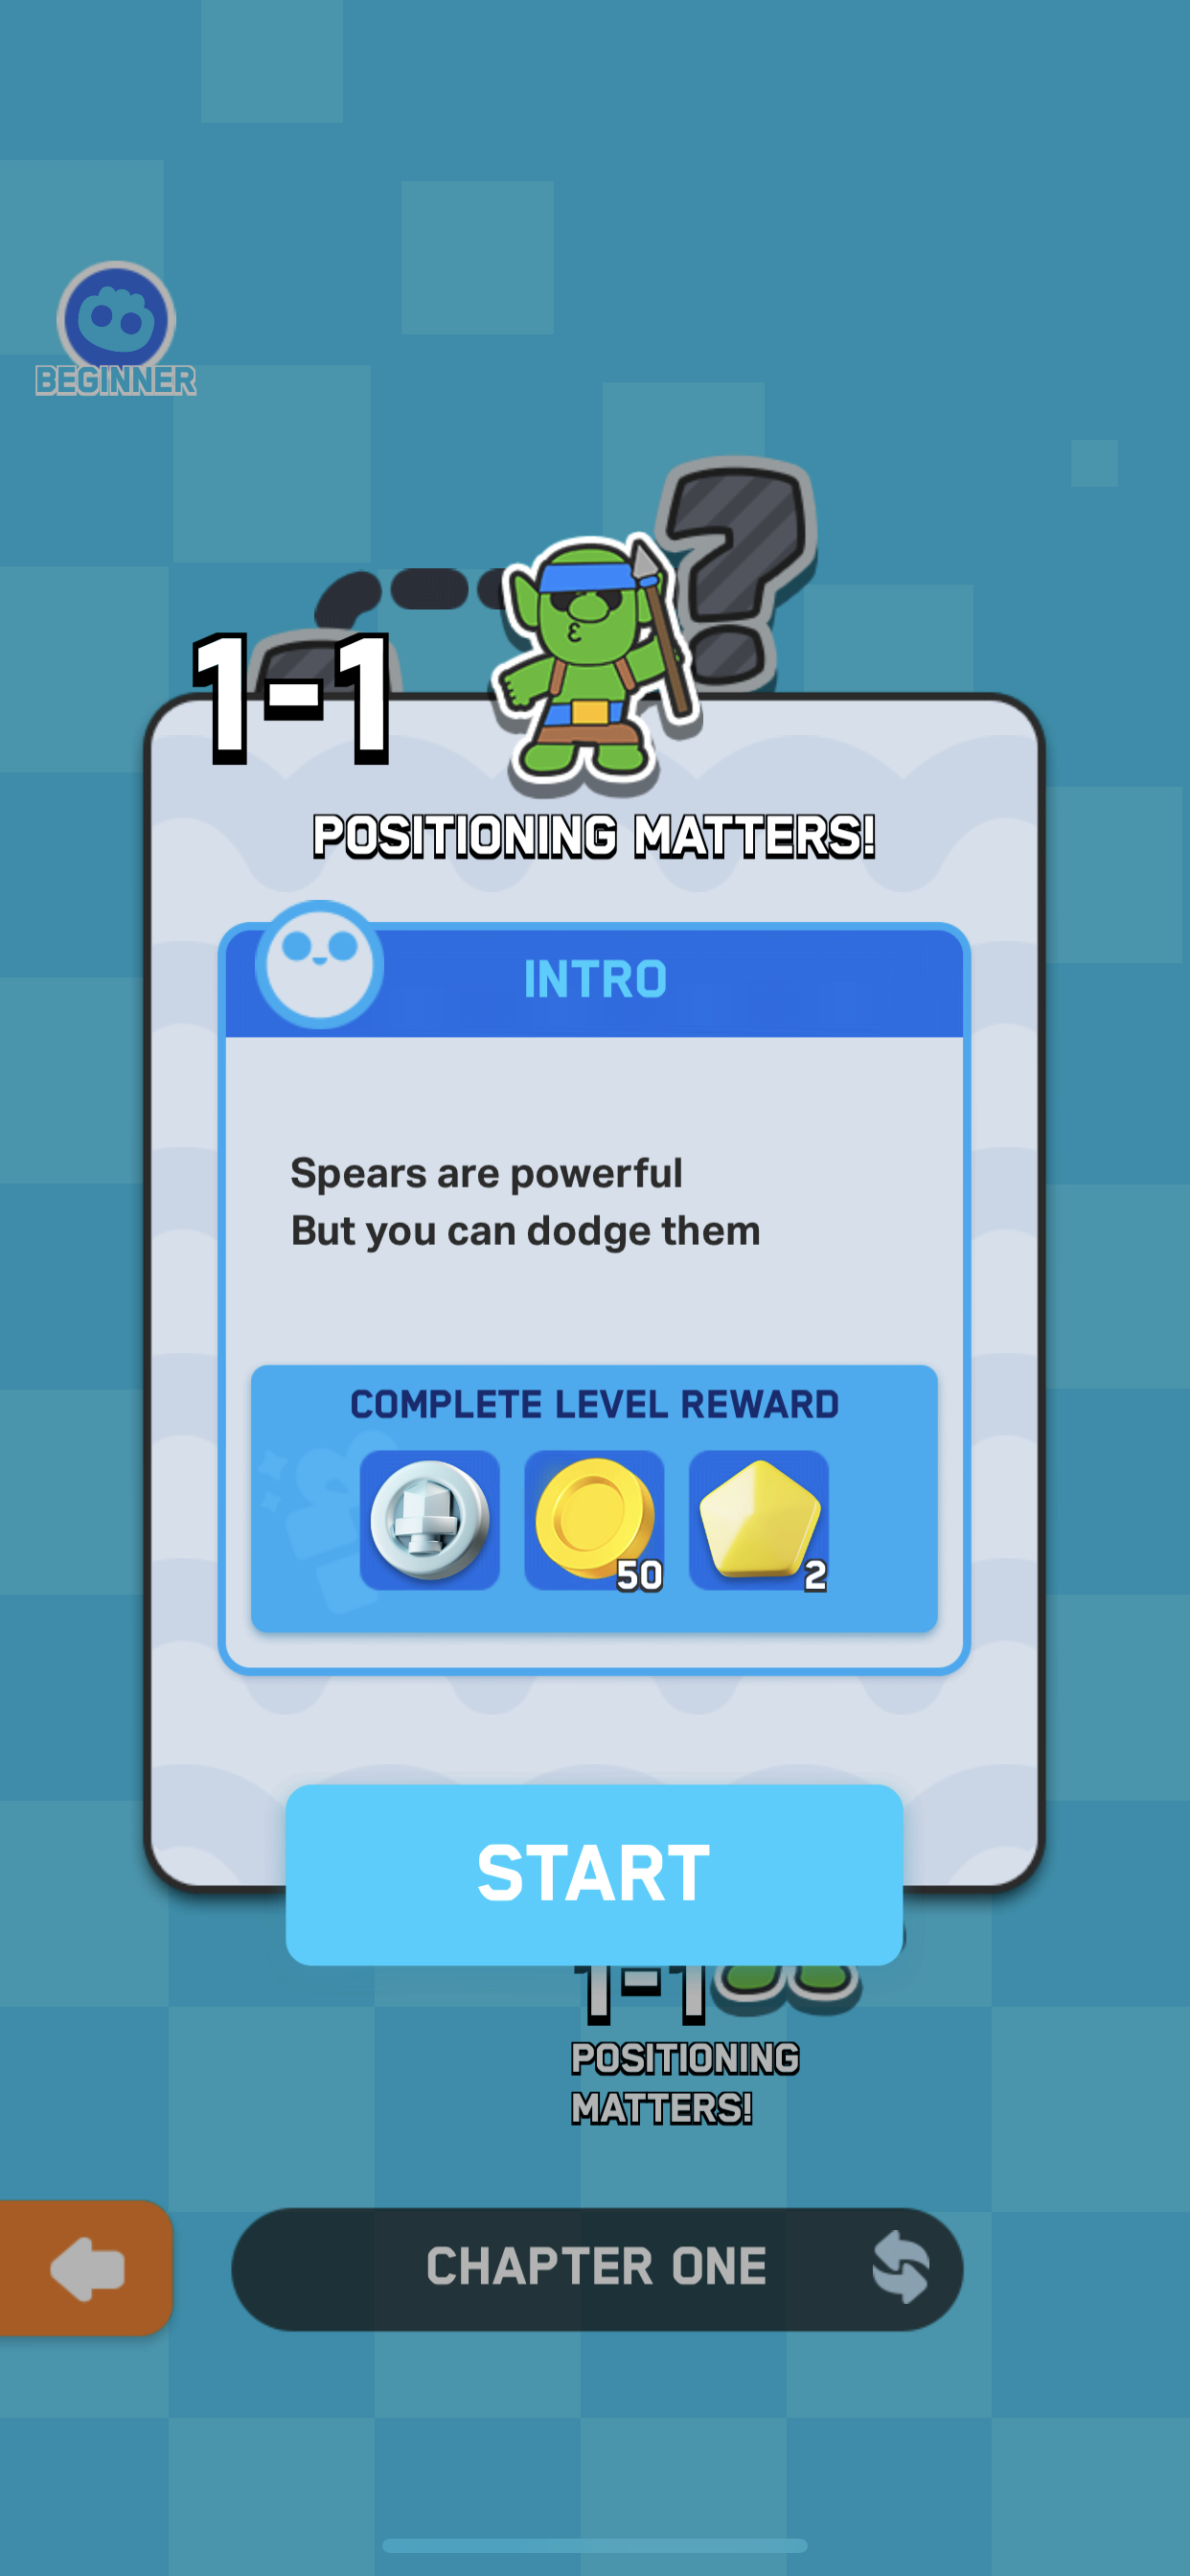 BEGINNER
1-1
POSITIONING MATTERS!
INTRO
Spears are powerful
But you can dodge them
COMPLETE LEVEL REWARD
50
2
START
1-1
POSITIONING
MATTERS!
CHAPTER ONE